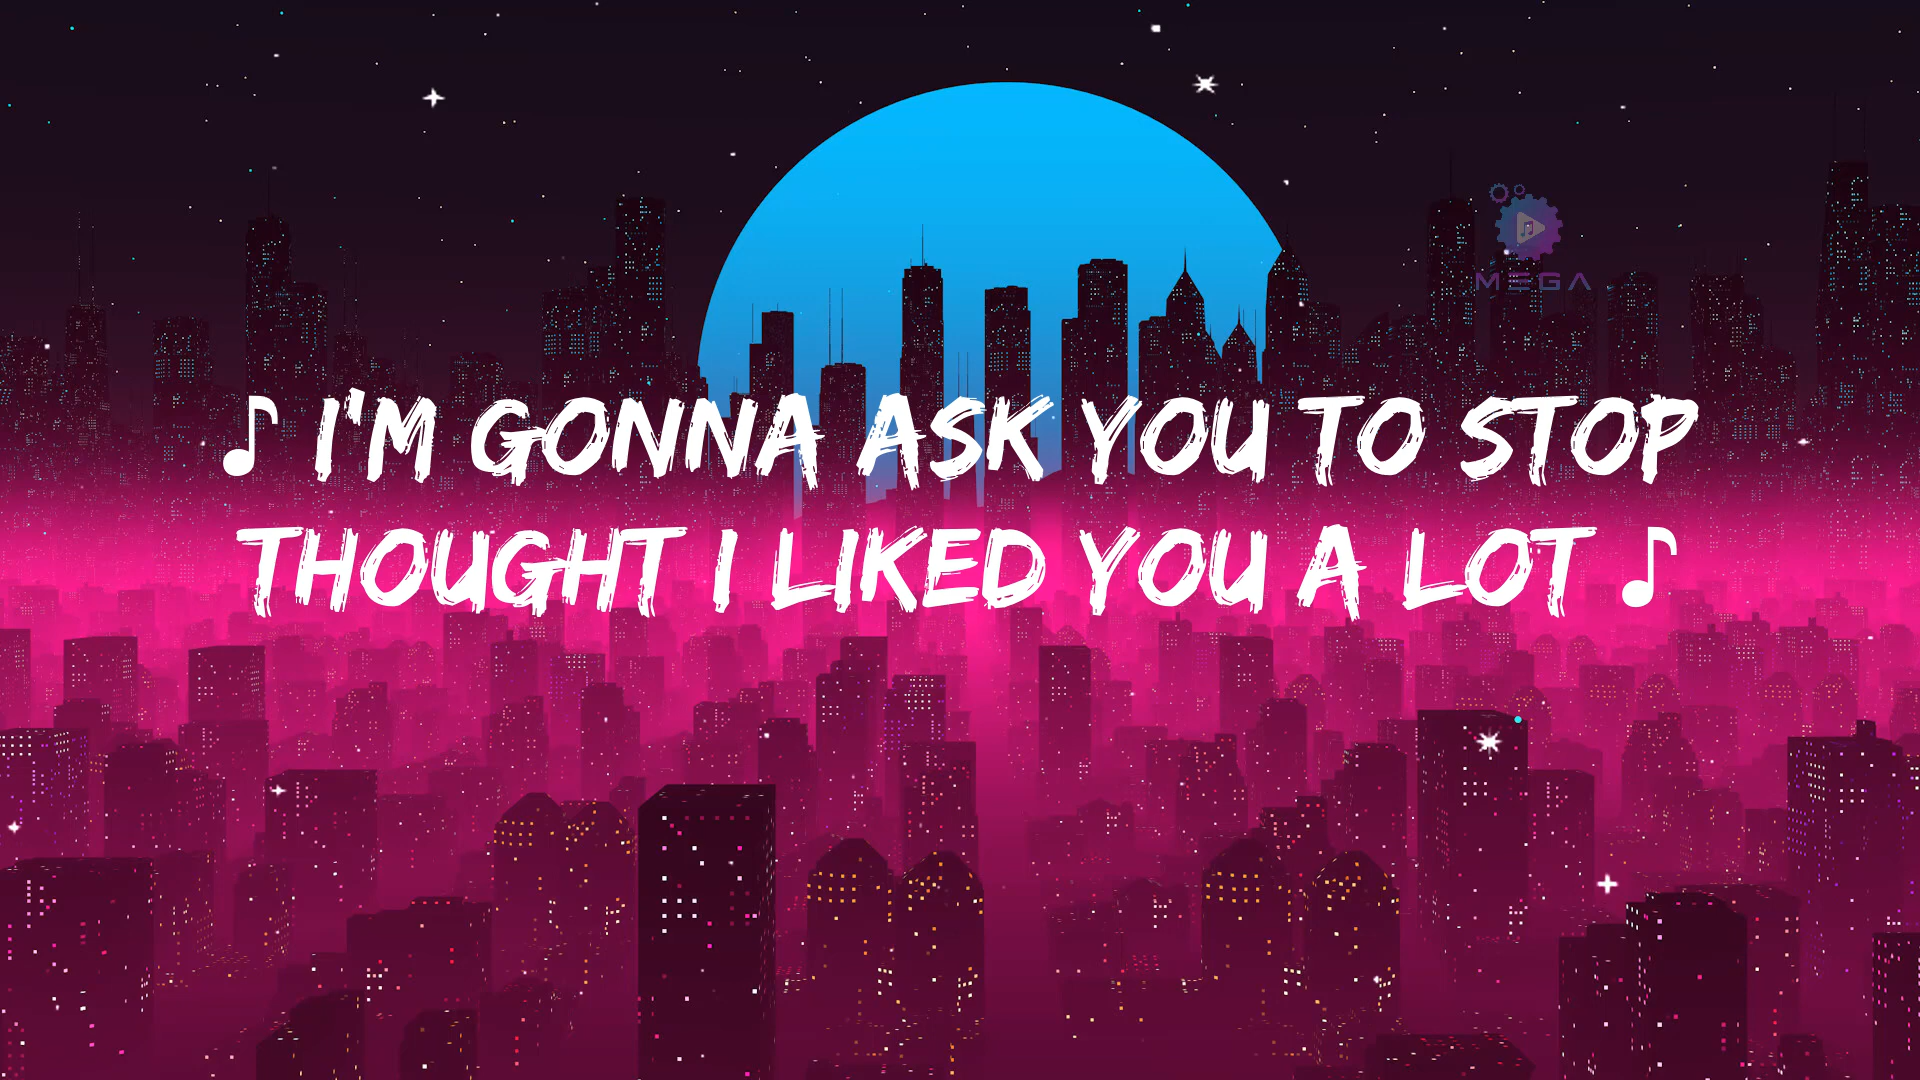 MEGA
♪ I'M GONNA ASK YOU TO STOP
THOUGHT I LIKED YOU A LOT ♪